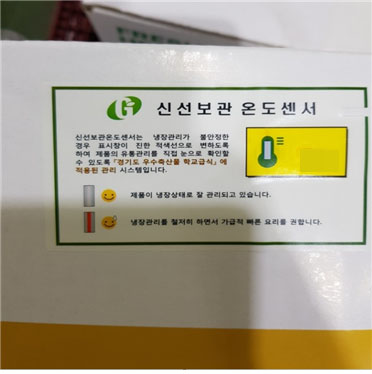 FRESH
신선보관 온도센서
신선보관온도센서는 냉장관리가 불안정한
경우 표시창이 진한 적색선으로 변하도록
하여 제품의 유통관리를 직접 눈으로 확인할
수 있도록 「경기도 우수축산물 학교급식」에
적용된 관리 시스템입니다.
제품이 냉장상태로 잘 관리되고 있습니다.
냉장관리를 철저히 하면서 가급적 빠른 요리를 권합니다.